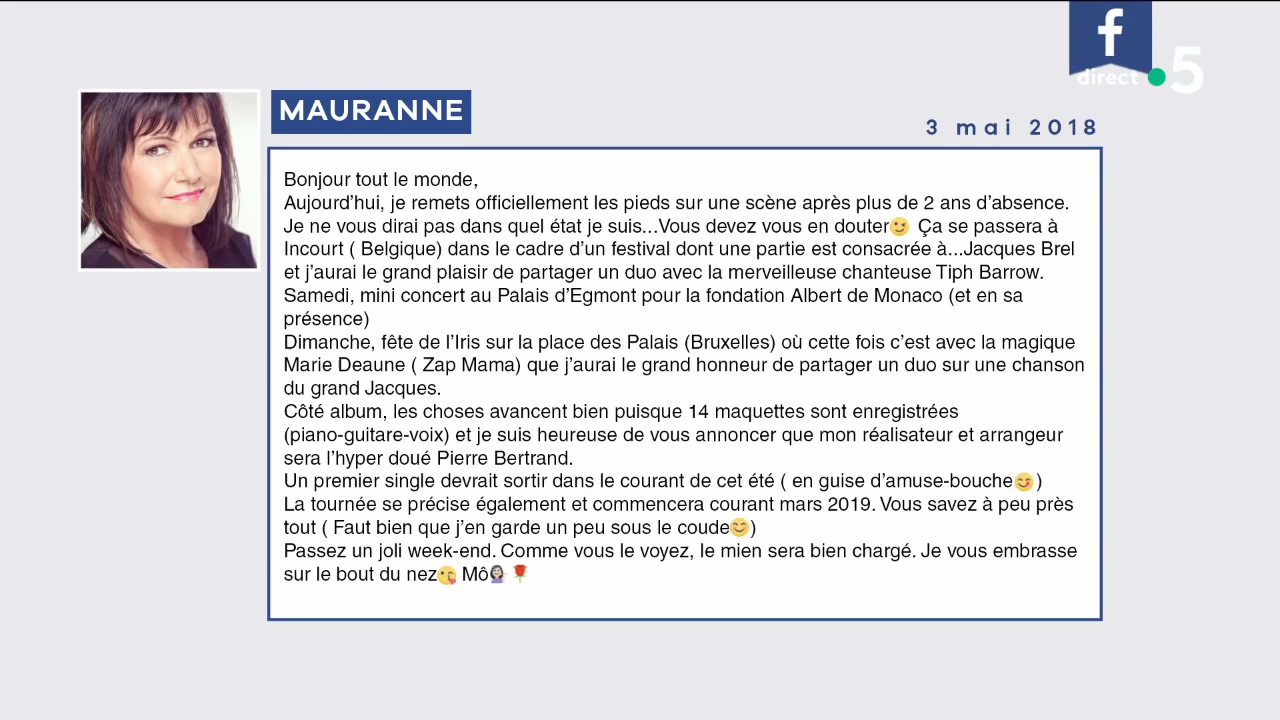 f
direct 5
MAURANNE
3 mai 2018
Bonjour tout le monde,
Aujourd'hui, je remets officiellement les pieds sur une scène après plus de 2 ans d'absence.
Je ne vous dirai pas dans quel état je suis...Vous devez vous en douter😉 Ça se passera à
Incourt ( Belgique) dans le cadre d'un festival dont une partie est consacrée à...Jacques Brel
et j'aurai le grand plaisir de partager un duo avec la merveilleuse chanteuse Tiph Barrow.
Samedi, mini concert au Palais d'Egmont pour la fondation Albert de Monaco (et en sa
présence)
Dimanche, fête de l'Iris sur la place des Palais (Bruxelles) où cette fois c'est avec la magique
Marie Deaune ( Zap Mama) que j'aurai le grand honneur de partager un duo sur une chanson
du grand Jacques.
Côté album, les choses avancent bien puisque 14 maquettes sont enregistrées
(piano-guitare-voix) et je suis heureuse de vous annoncer que mon réalisateur et arrangeur
sera l'hyper doué Pierre Bertrand.
Un premier single devrait sortir dans le courant de cet été ( en guise d'amuse-bouche😋)
La tournée se précise également et commencera courant mars 2019. Vous savez à peu près
tout ( Faut bien que j'en garde un peu sous le coude😊)
Passez un joli week-end. Comme vous le voyez, le mien sera bien chargé. Je vous embrasse
sur le bout du nez😘 Mô💁🏻‍♀️🌹